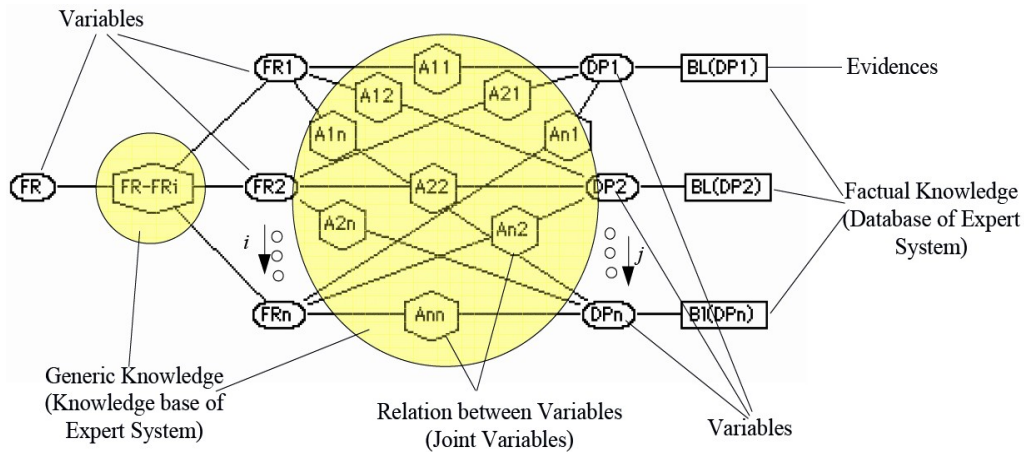 Variables
FR1
A11
DP1
BL(DP1)
Evidences
A12
A21
A1n
An1
FR
FR-FRi
FR2
A22
DP2
BL(DP2)
Factual Knowledge
(Database of Expert
System)
A2n
An2
i
j
FRn
Ann
DPn
Bl(DPn)
Generic Knowledge
(Knowledge base of
Expert System)
Relation between Variables
(Joint Variables)
Variables